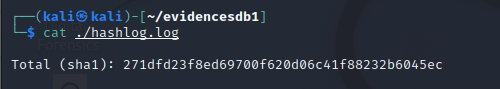 ┌──(kali㉿kali)-[~/evidencesdb1]
└─$ cat ./hashlog.log
Total (sha1): 271dfd23f8ed69700f620d06c41f88232b6045ec